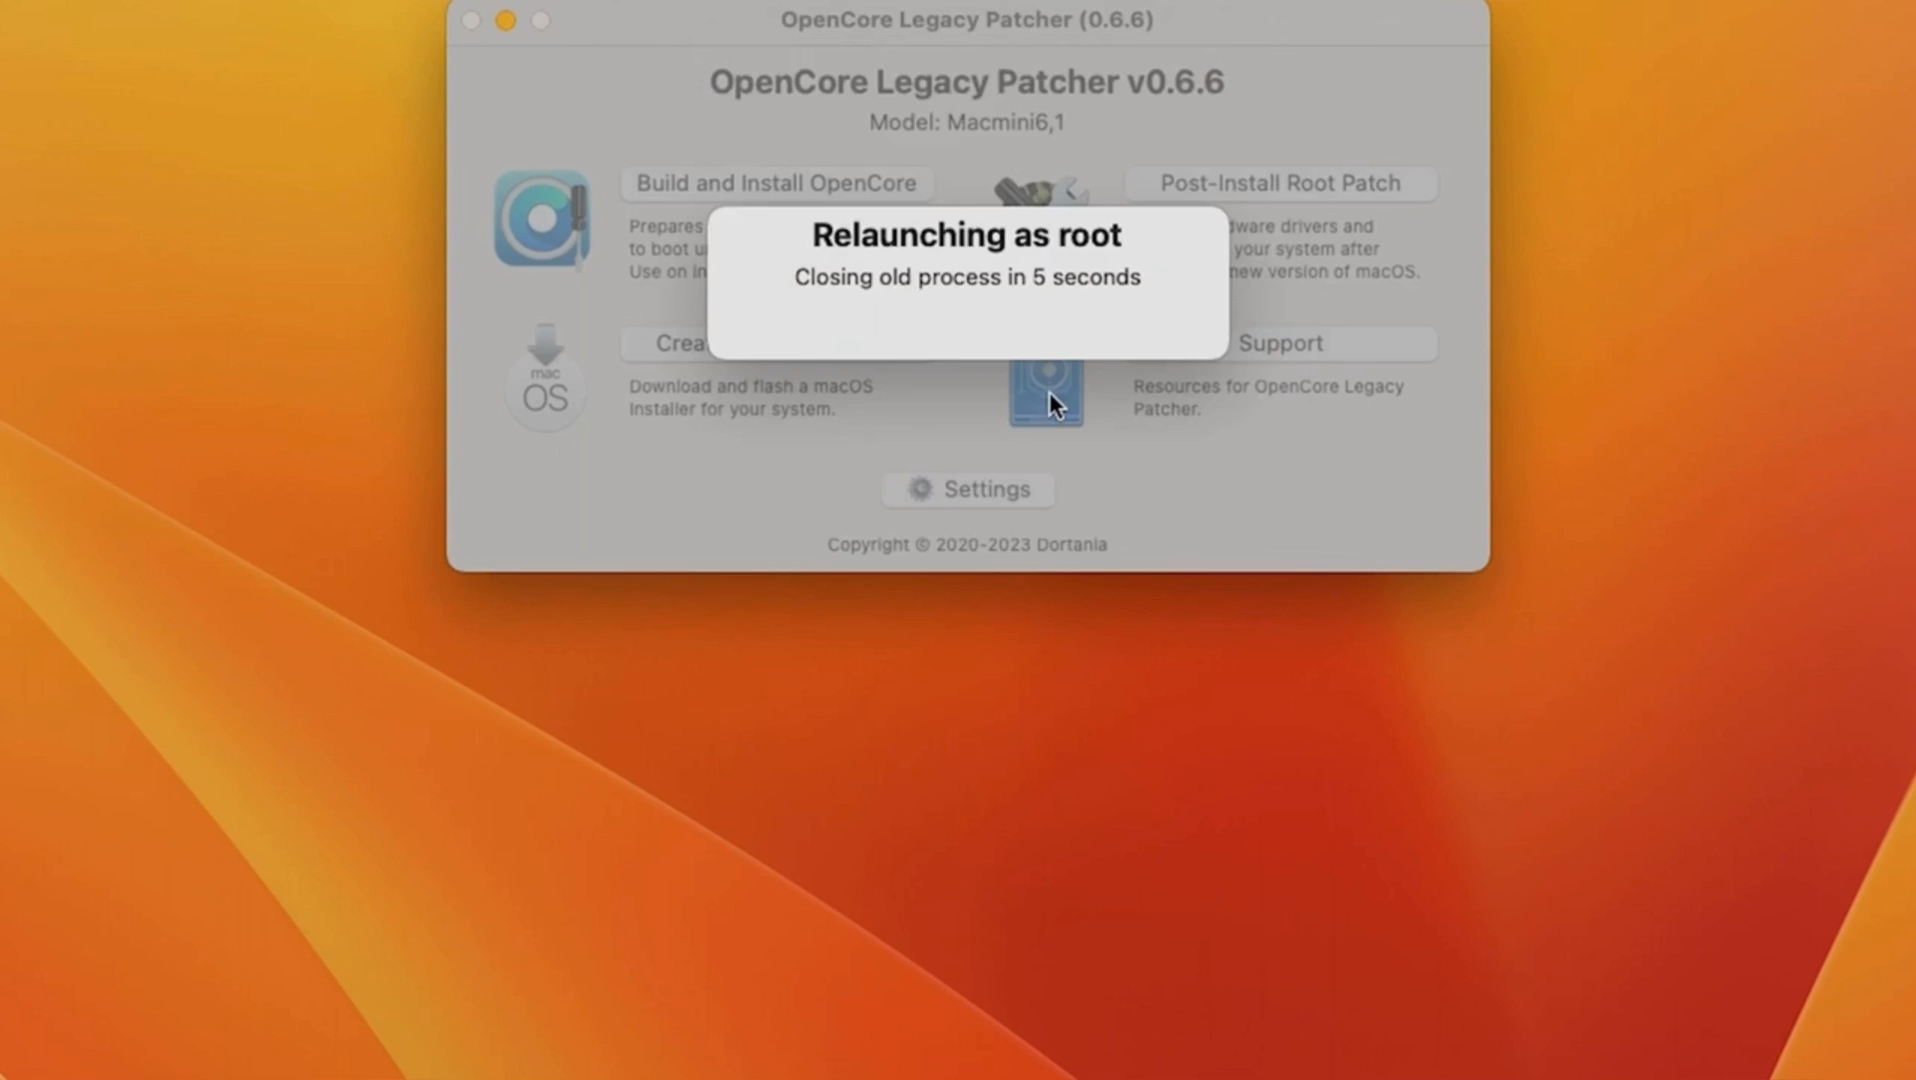 OpenCore Legacy Patcher (0.6.6)
OpenCore Legacy Patcher v0.6.6
Model: Macmini6,1
Build and Install OpenCore
Post-Install Root Patch
Prepares
to boot
Use on
drivers and
your system after
new version of macOS.
Relaunching as root
Closing old process in 5 seconds
mac
OS
Download and flash a macOS
Installer for your system.
Support
Resources for OpenCore Legacy
Patcher.
Settings
Copyright © 2020-2023 Dortania